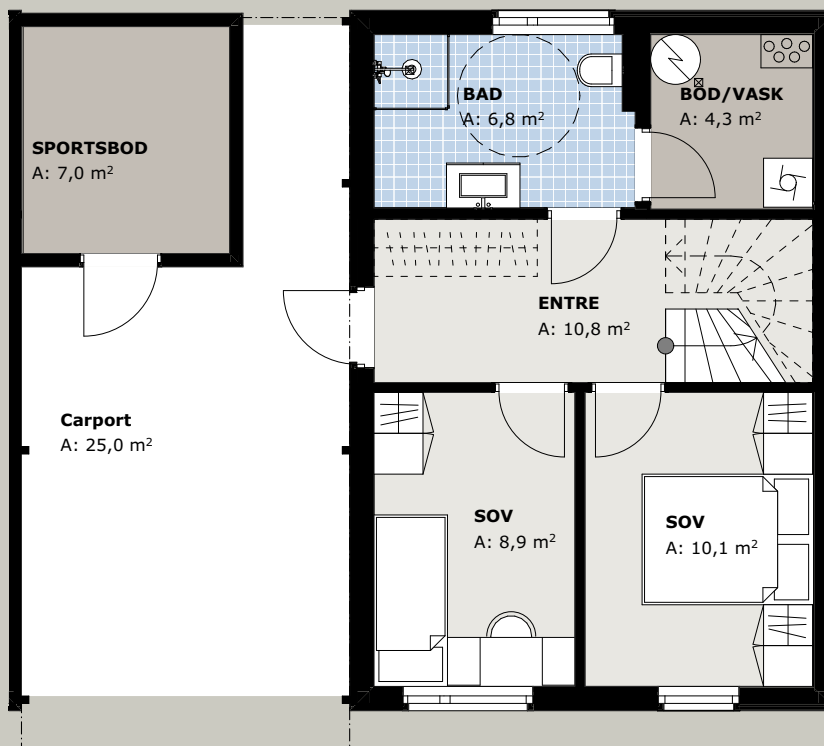 BAD
A: 6,8 m²
BOD/VASK
A: 4,3 m²
SPORTSBOD
A: 7,0 m²
ENTRE
A: 10,8 m²
Carport
A: 25,0 m²
SOV
A: 8,9 m²
SOV
A: 10,1 m²